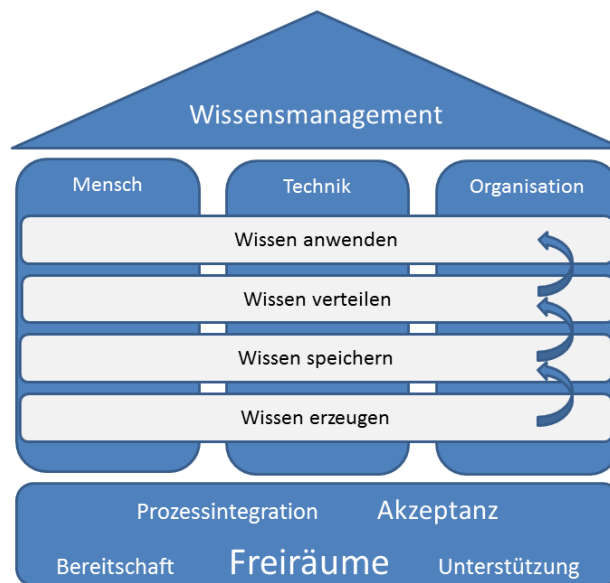 Wissensmanagement
Mensch Technik Organisation
Wissen anwenden
Wissen verteilen
Wissen speichern
Wissen erzeugen
Prozessintegration Akzeptanz
Bereitschaft Freiräume Unterstützung